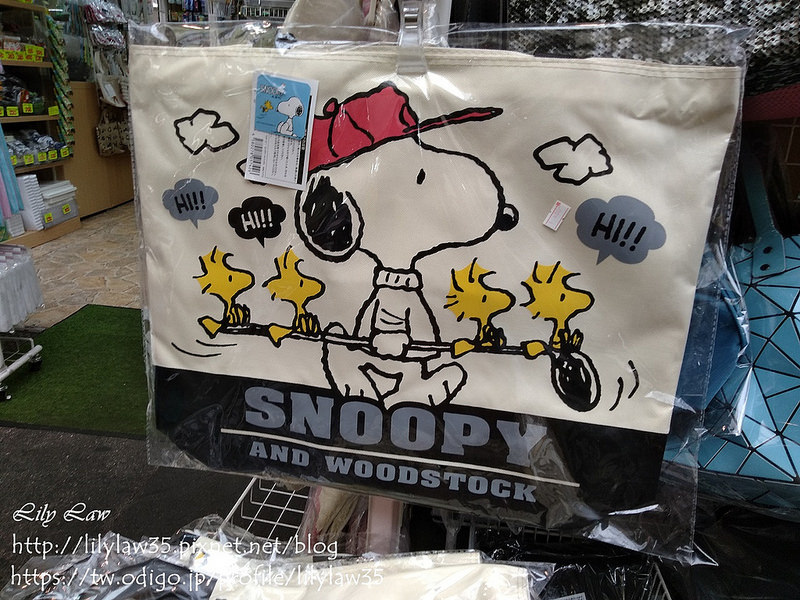 HI!!
HI!!
HI!!
SNOOPY
AND WOODSTOCK
Lily Law
http://lilylaw35.pixnet.net/blog
https://tw.odigo.jp/profile/lilylaw35